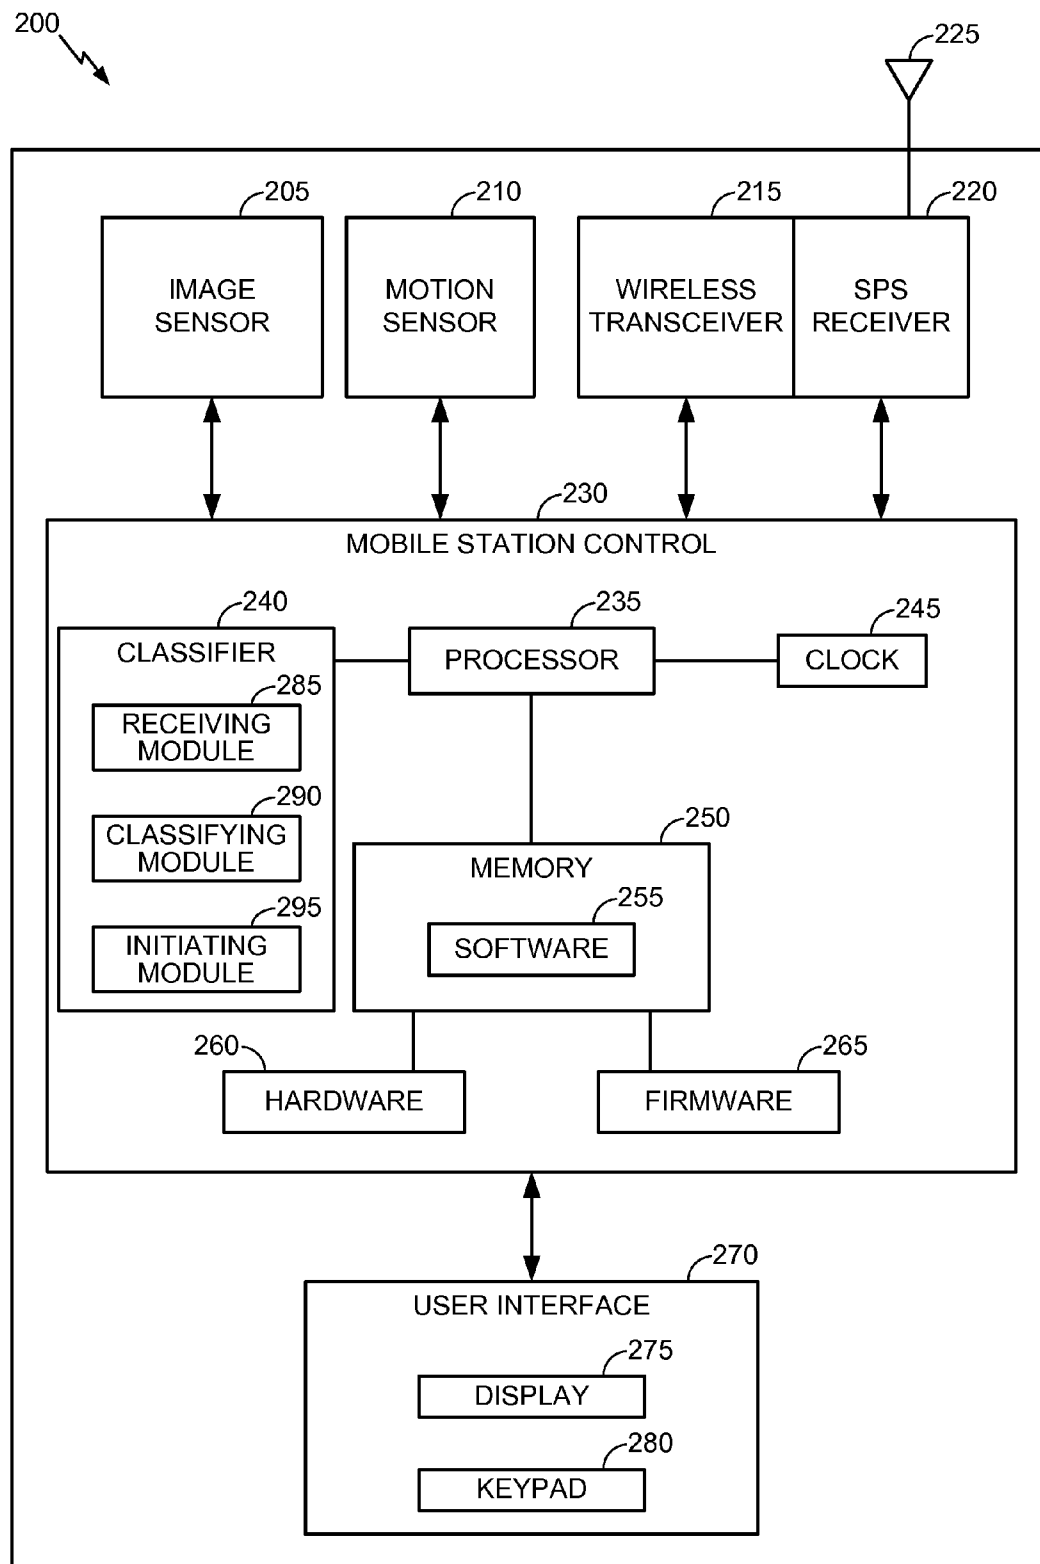 200
225
205
210
215
220
IMAGE
SENSOR
MOTION
SENSOR
WIRELESS
TRANSCEIVER
SPS
RECEIVER
230
MOBILE STATION CONTROL
240
235
245
CLASSIFIER
PROCESSOR
CLOCK
285
RECEIVING
MODULE
290
CLASSIFYING
MODULE
295
INITIATING
MODULE
250
MEMORY
255
SOFTWARE
260
HARDWARE
265
FIRMWARE
270
USER INTERFACE
275
DISPLAY
280
KEYPAD